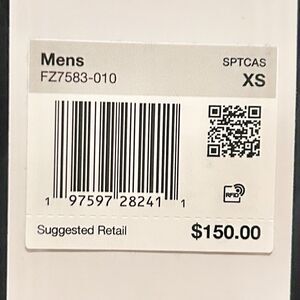 Mens SPTCAS
FZ7583-010 XS
1 97597 28241 1
RFID
Suggested Retail $150.00